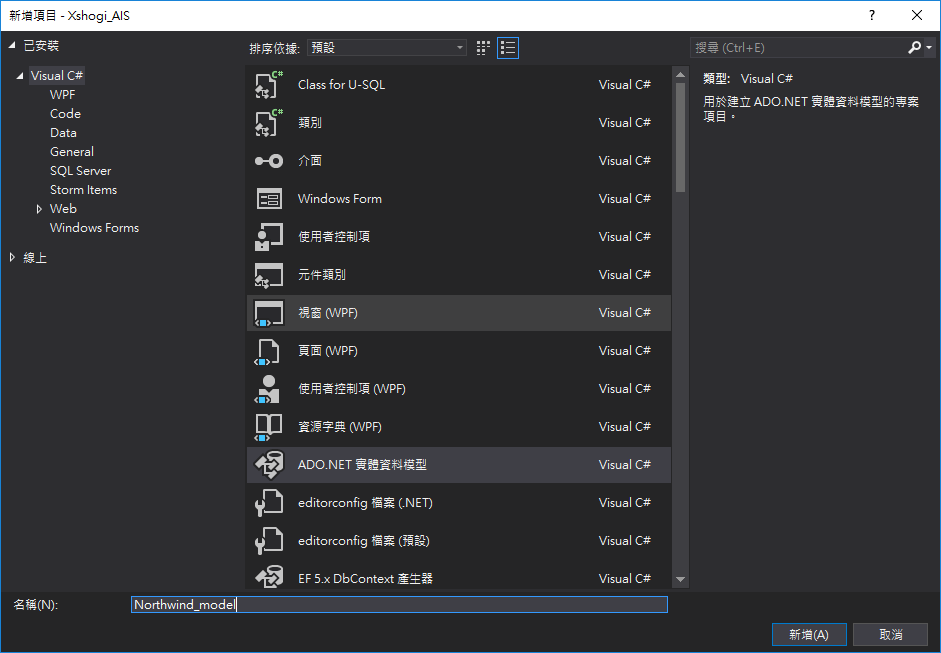 新增項目 - Xshogi_AIS
?
已安裝
Visual C#
WPF
Code
Data
General
SQL Server
Storm Items
Web
Windows Forms
線上
排序依據: 預設
Class for U-SQL Visual C#
類別 Visual C#
介面 Visual C#
Windows Form Visual C#
使用者控制項 Visual C#
元件類別 Visual C#
視窗 (WPF) Visual C#
頁面 (WPF) Visual C#
使用者控制項 (WPF) Visual C#
資源字典 (WPF) Visual C#
ADO.NET 實體資料模型 Visual C#
editorconfig 檔案 (.NET) Visual C#
editorconfig 檔案 (預設) Visual C#
EF 5.x DbContext 產生器 Visual C#
搜尋 (Ctrl+E)
類型: Visual C#
用於建立 ADO.NET 實體資料模型的專案
項目。
名稱(N): Northwind_model
新增(A) 取消